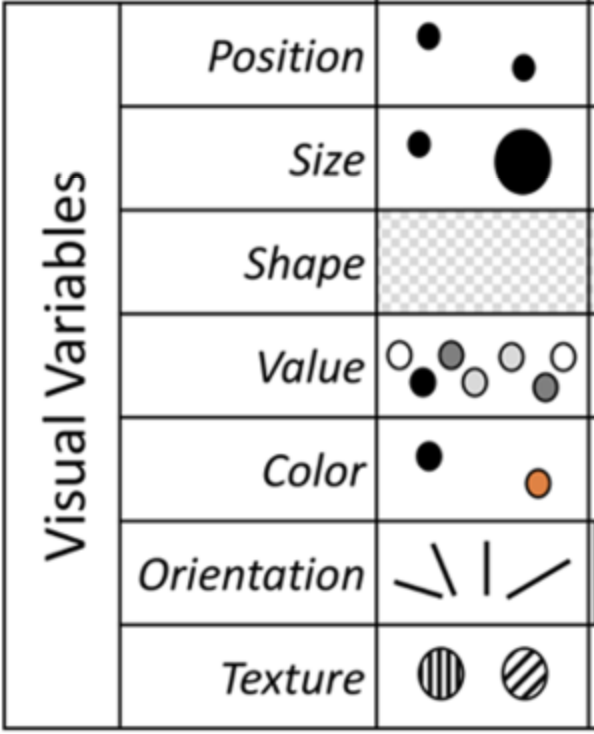 Visual Variables
Position
Size
Shape
Value
Color
Orientation
Texture